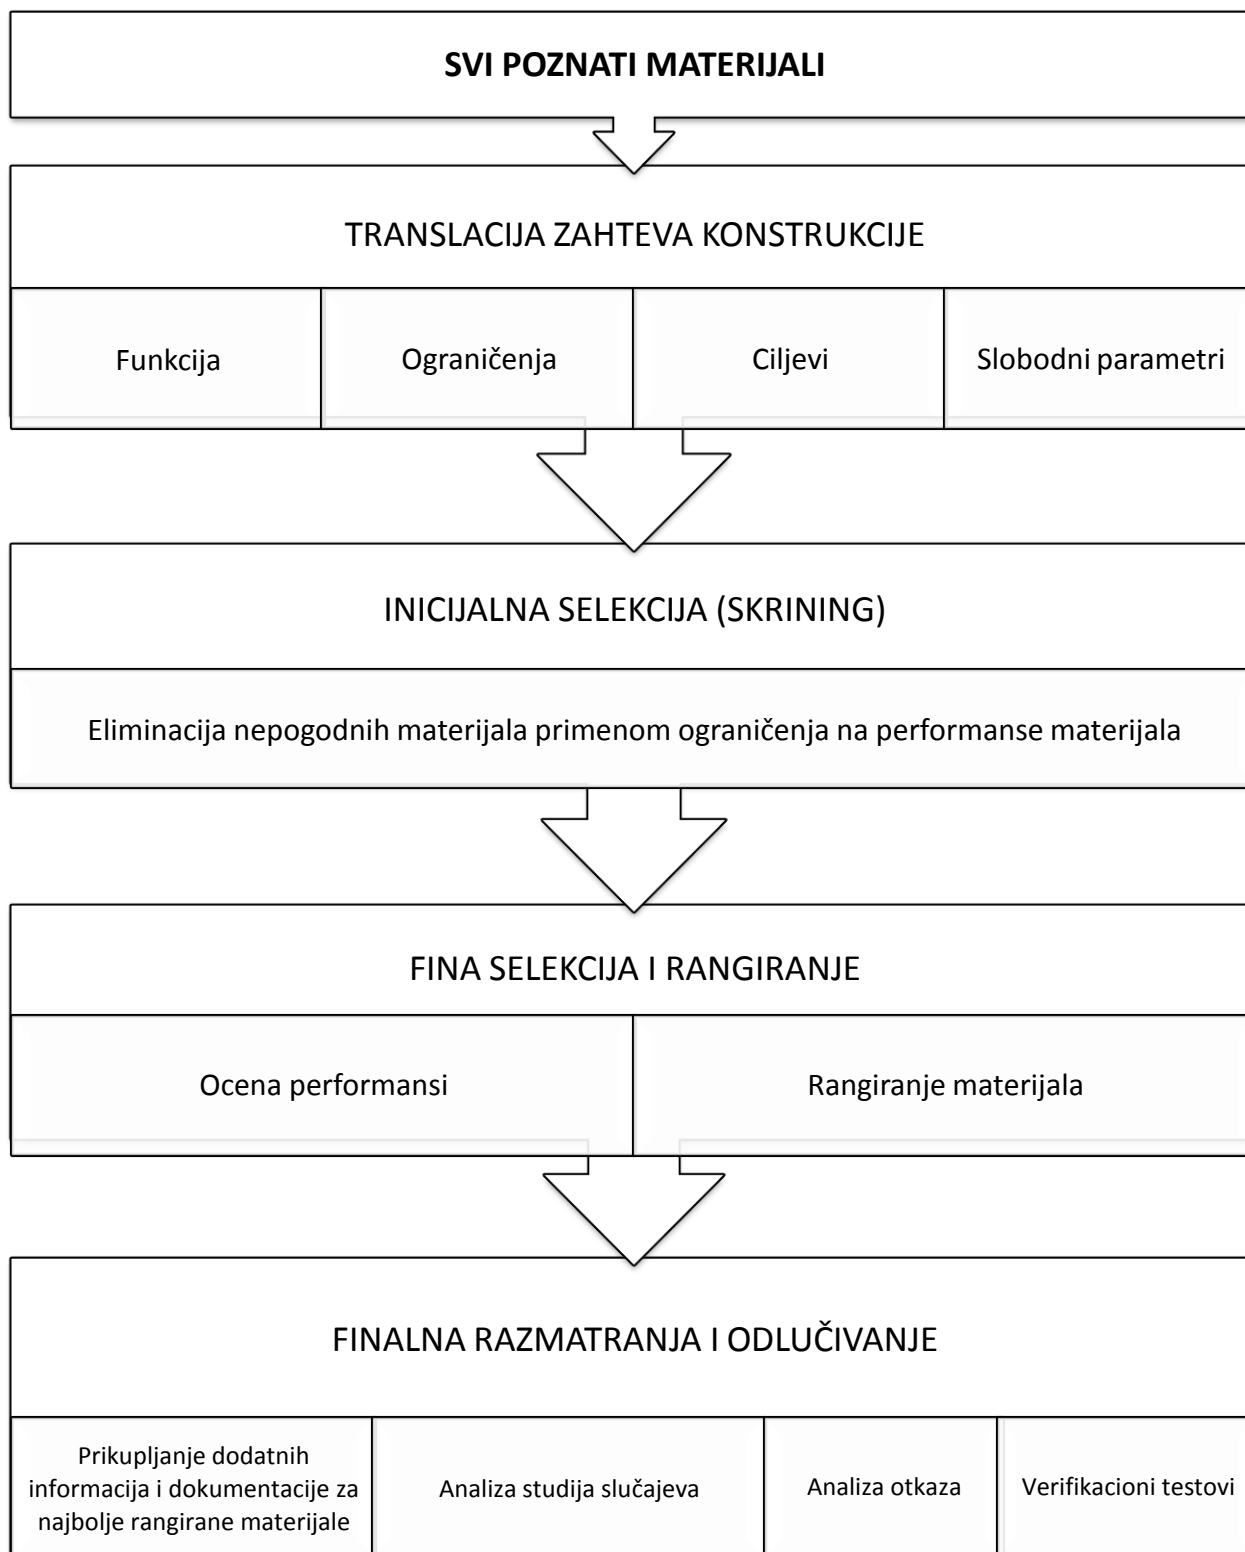 SVI POZNATI MATERIJALI
TRANSLACIJA ZAHTEVA KONSTRUKCIJE
Funkcija
Ograničenja
Ciljevi
Slobodni parametri
INICIJALNA SELEKCIJA (SKRINING)
Eliminacija nepogodnih materijala primenom ograničenja na performanse materijala
FINA SELEKCIJA I RANGIRANJE
Ocena performansi
Rangiranje materijala
FINALNA RAZMATRANJA I ODLUČIVANJE
Prikupljanje dodatnih
informacija i dokumentacije za
najbolje rangirane materijale
Analiza studija slučajeva
Analiza otkaza
Verifikacioni testovi